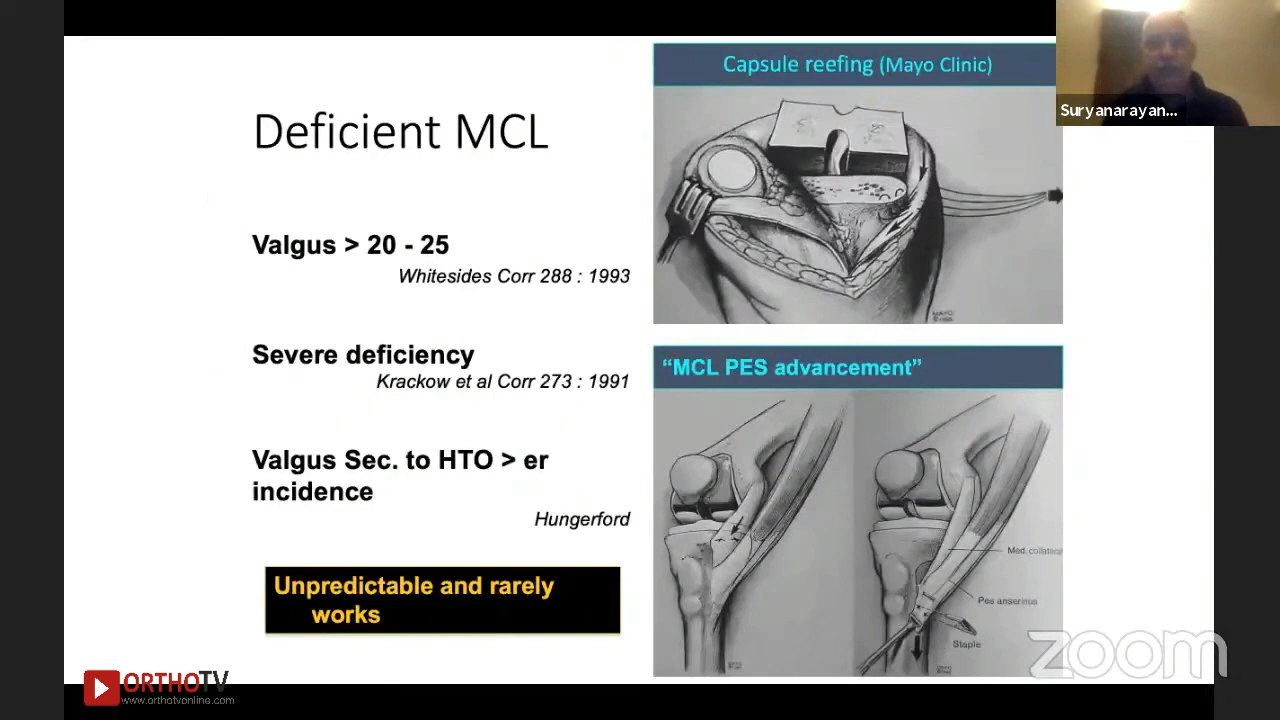 Deficient MCL
Valgus > 20 - 25
Whitesides Corr 288 : 1993
Severe deficiency
Krackow et al Corr 273 : 1991
Valgus Sec. to HTO > er
incidence
Hungerford
Unpredictable and rarely
works
Capsule reefing (Mayo Clinic)
“MCL PES advancement”
Med. collateral
Pes anserinus
Staple
Suryanarayan...
ORTHOTV
www.orthotvonline.com
zoom